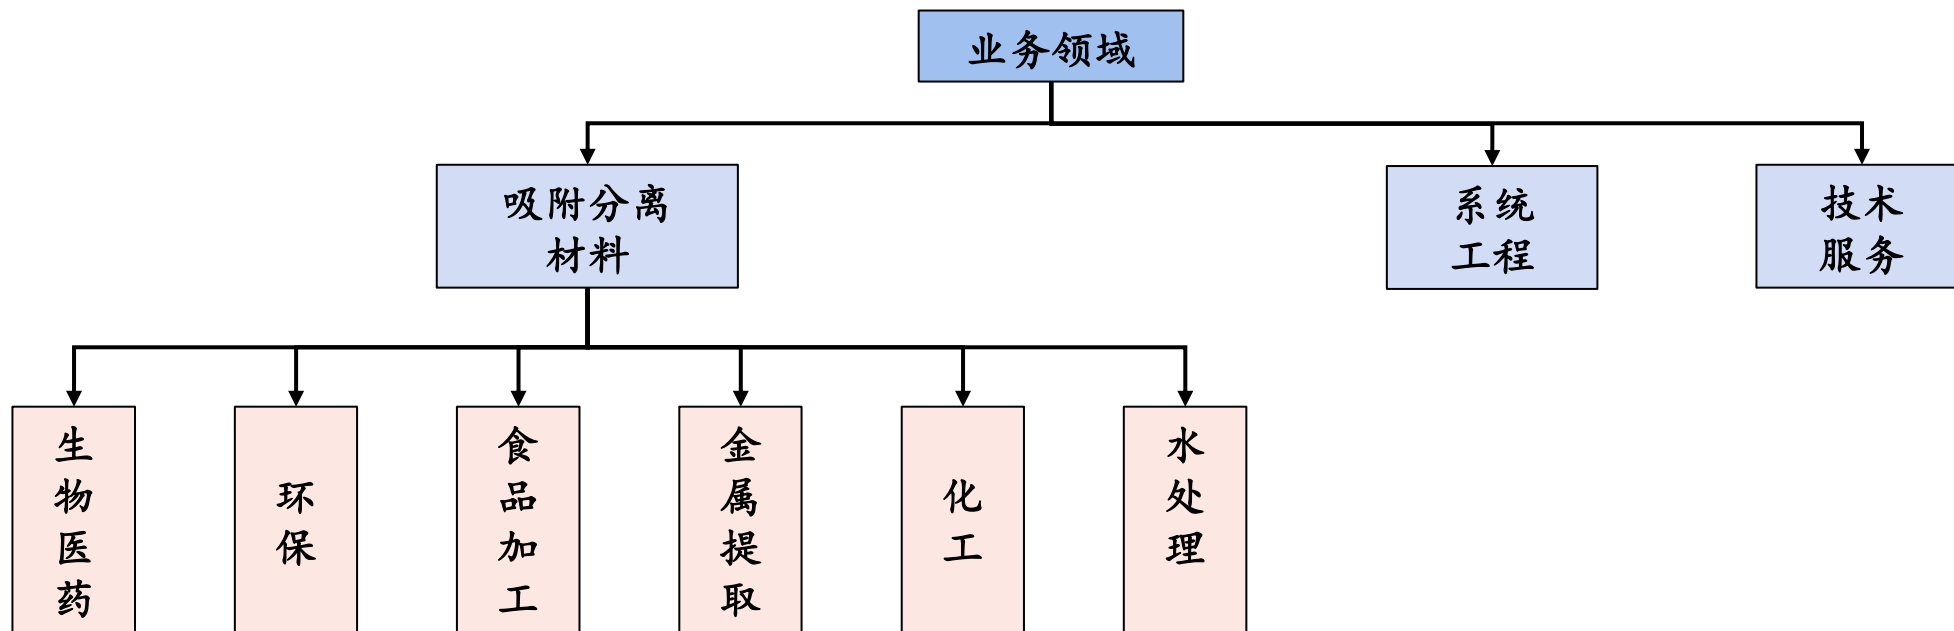 业务领域
吸附分离
材料
系统
工程
技术
服务
生物医药
环保
食品加工
金属提取
化工
水处理